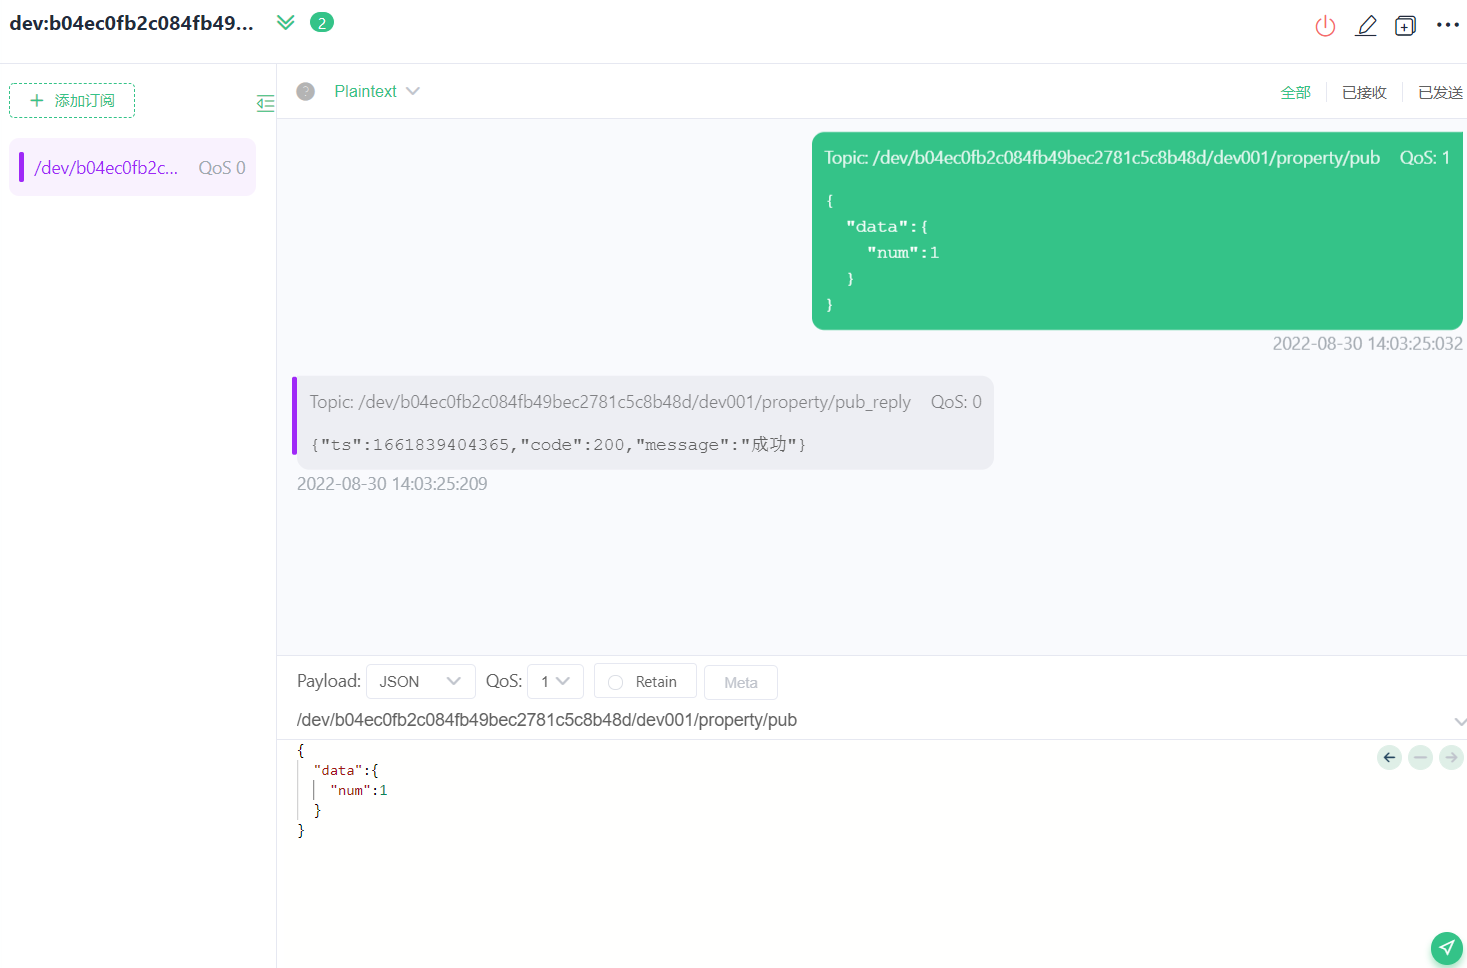 dev:b04ec0fb2c084fb49... 2
添加订阅
/dev/b04ec0fb2c... QoS 0
Plaintext 全部 已接收 已发送
Topic: /dev/b04ec0fb2c084fb49bec2781c5c8b48d/dev001/property/pub QoS: 1
{
"data":{
"num":1
}
}
2022-08-30 14:03:25:032
Topic: /dev/b04ec0fb2c084fb49bec2781c5c8b48d/dev001/property/pub_reply QoS: 0
{"ts":1661839404365,"code":200,"message":"成功"}
2022-08-30 14:03:25:209
Payload: JSON QoS: 1 Retain Meta
/dev/b04ec0fb2c084fb49bec2781c5c8b48d/dev001/property/pub
{
"data":{
"num":1
}
}